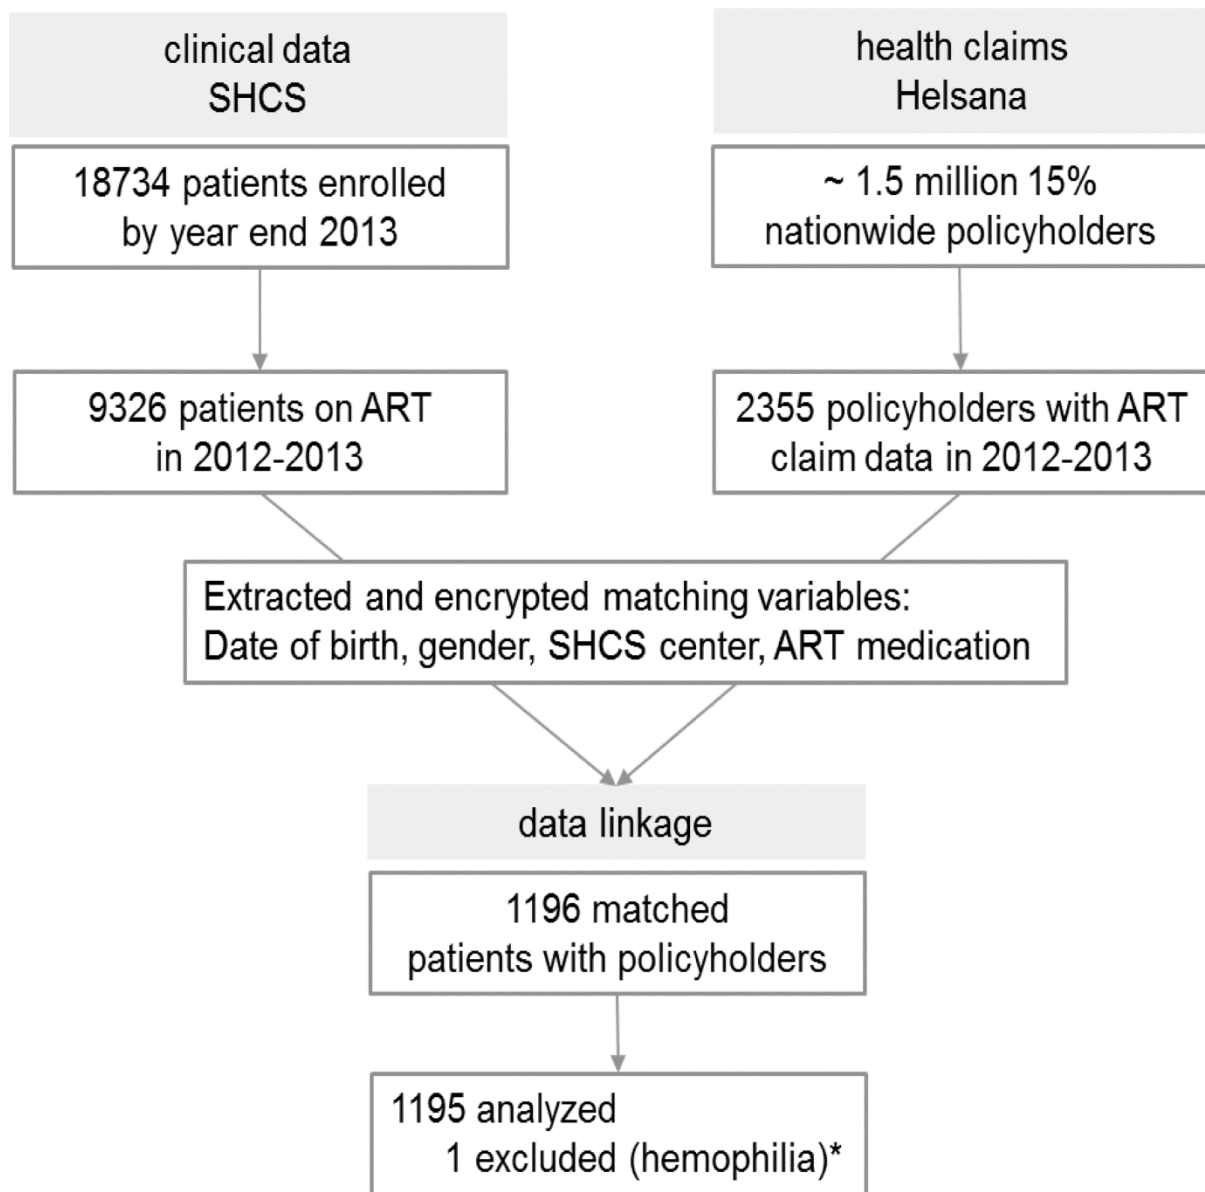 clinical data
SHCS
18734 patients enrolled
by year end 2013
9326 patients on ART
in 2012-2013
health claims
Helsana
~ 1.5 million 15%
nationwide policyholders
2355 policyholders with ART
claim data in 2012-2013
Extracted and encrypted matching variables:
Date of birth, gender, SHCS center, ART medication
data linkage
1196 matched
patients with policyholders
1195 analyzed
1 excluded (hemophilia)*